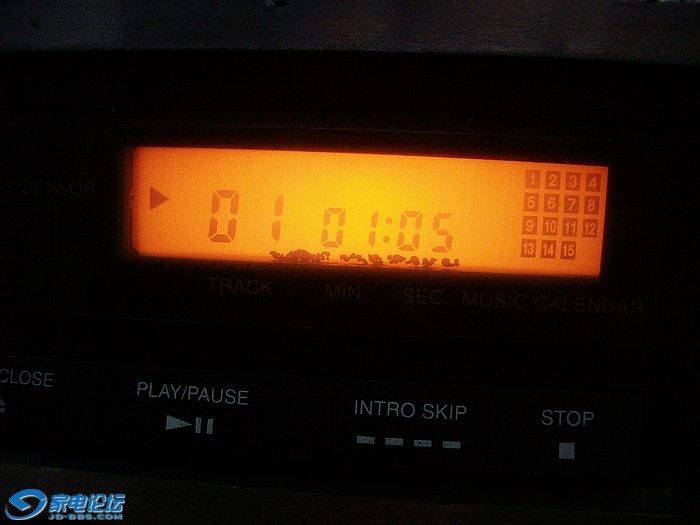 E SENSOR
01 01:05
1 2 3 4
5 6 7 8
9 10 11 12
13 14 15
TRACK MIN SEC MUSIC CALENDAR
CLOSE
PLAY/PAUSE
INTRO SKIP
STOP
家电论坛
JD-BBS.COM